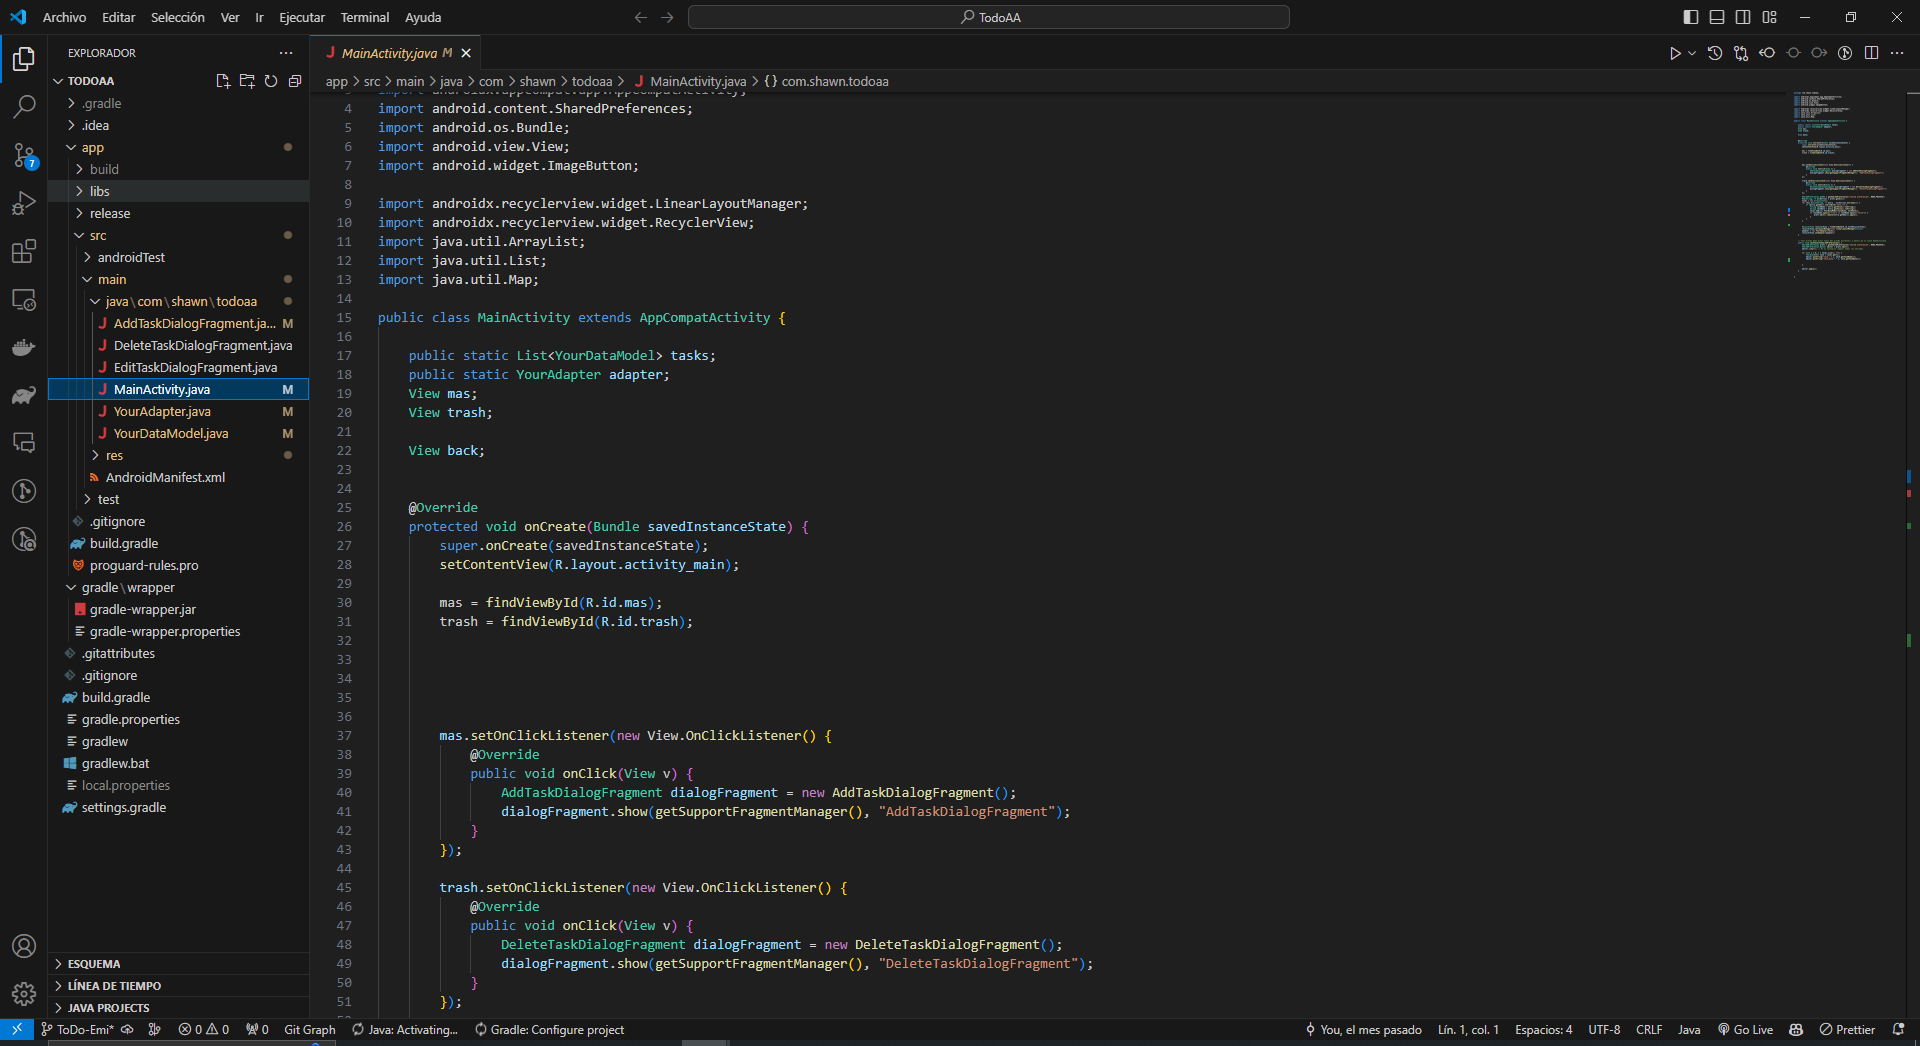 Archivo Editar Selección Ver Ir Ejecutar Terminal Ayuda
TodoAA
EXPLORADOR
TODOAA
.gradle
.idea
app
build
libs
release
src
androidTest
main
java\com\shawn\todoaa
AddTaskDialogFragment.ja... M
DeleteTaskDialogFragment.java
EditTaskDialogFragment.java
MainActivity.java M
YourAdapter.java M
YourDataModel.java M
res
AndroidManifest.xml
test
.gitignore
build.gradle
proguard-rules.pro
gradle\wrapper
gradle-wrapper.jar
gradle-wrapper.properties
.gitattributes
.gitignore
build.gradle
gradle.properties
gradlew
gradlew.bat
local.properties
settings.gradle
ESQUEMA
LÍNEA DE TIEMPO
JAVA PROJECTS
7
MainActivity.java M
app > src > main > java > com > shawn > todoaa > MainActivity.java > {} com.shawn.todoaa
3 import androidx.appcompat.app.AppCompatActivity;
4 import android.content.SharedPreferences;
5 import android.os.Bundle;
6 import android.view.View;
7 import android.widget.ImageButton;
8
9 import androidx.recyclerview.widget.LinearLayoutManager;
10 import androidx.recyclerview.widget.RecyclerView;
11 import java.util.ArrayList;
12 import java.util.List;
13 import java.util.Map;
14
15 public class MainActivity extends AppCompatActivity {
16
17 public static List<YourDataModel> tasks;
18 public static YourAdapter adapter;
19 View mas;
20 View trash;
21
22 View back;
23
24
25 @Override
26 protected void onCreate(Bundle savedInstanceState) {
27 super.onCreate(savedInstanceState);
28 setContentView(R.layout.activity_main);
29
30 mas = findViewById(R.id.mas);
31 trash = findViewById(R.id.trash);
32
33
34
35
36
37 mas.setOnClickListener(new View.OnClickListener() {
38 @Override
39 public void onClick(View v) {
40 AddTaskDialogFragment dialogFragment = new AddTaskDialogFragment();
41 dialogFragment.show(getSupportFragmentManager(), "AddTaskDialogFragment");
42 }
43 });
44
45 trash.setOnClickListener(new View.OnClickListener() {
46 @Override
47 public void onClick(View v) {
48 DeleteTaskDialogFragment dialogFragment = new DeleteTaskDialogFragment();
49 dialogFragment.show(getSupportFragmentManager(), "DeleteTaskDialogFragment");
50 }
51 });
ToDo-Emi* 0 0 0 Git Graph Java: Activating... Gradle: Configure project You, el mes pasado Lín. 1, col. 1 Espacios: 4 UTF-8 CRLF Java Go Live Prettier